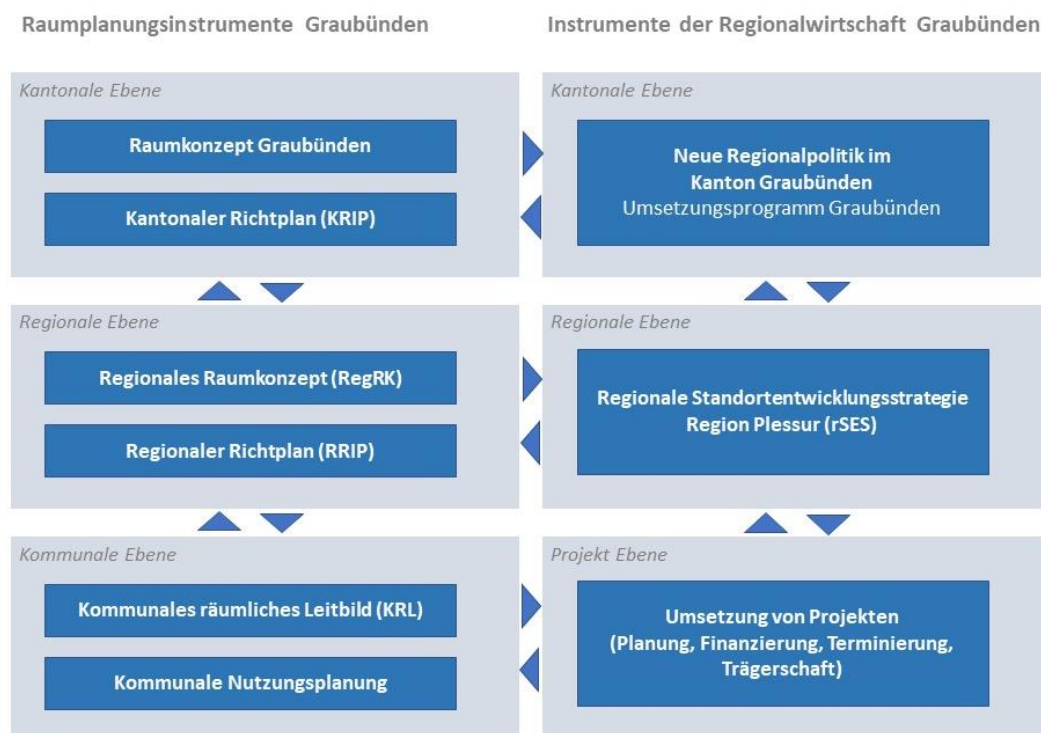 Raumplanungsinstrumente Graubünden
Instrumente der Regionalwirtschaft Graubünden
Kantonale Ebene
Raumkonzept Graubünden
Kantonaler Richtplan (KRIP)
Kantonale Ebene
Neue Regionalpolitik im
Kanton Graubünden
Umsetzungsprogramm Graubünden
Regionale Ebene
Regionales Raumkonzept (RegRK)
Regionaler Richtplan (RRIP)
Regionale Ebene
Regionale Standortentwicklungsstrategie
Region Plessur (rSES)
Kommunale Ebene
Kommunales räumliches Leitbild (KRL)
Kommunale Nutzungsplanung
Projekt Ebene
Umsetzung von Projekten
(Planung, Finanzierung, Terminierung,
Trägerschaft)